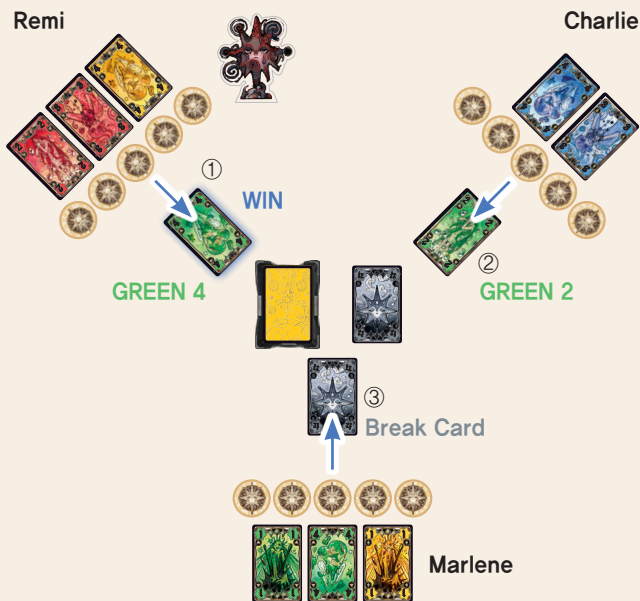 Remi
Charlie
①
WIN
GREEN 4
②
GREEN 2
③
Break Card
Marlene